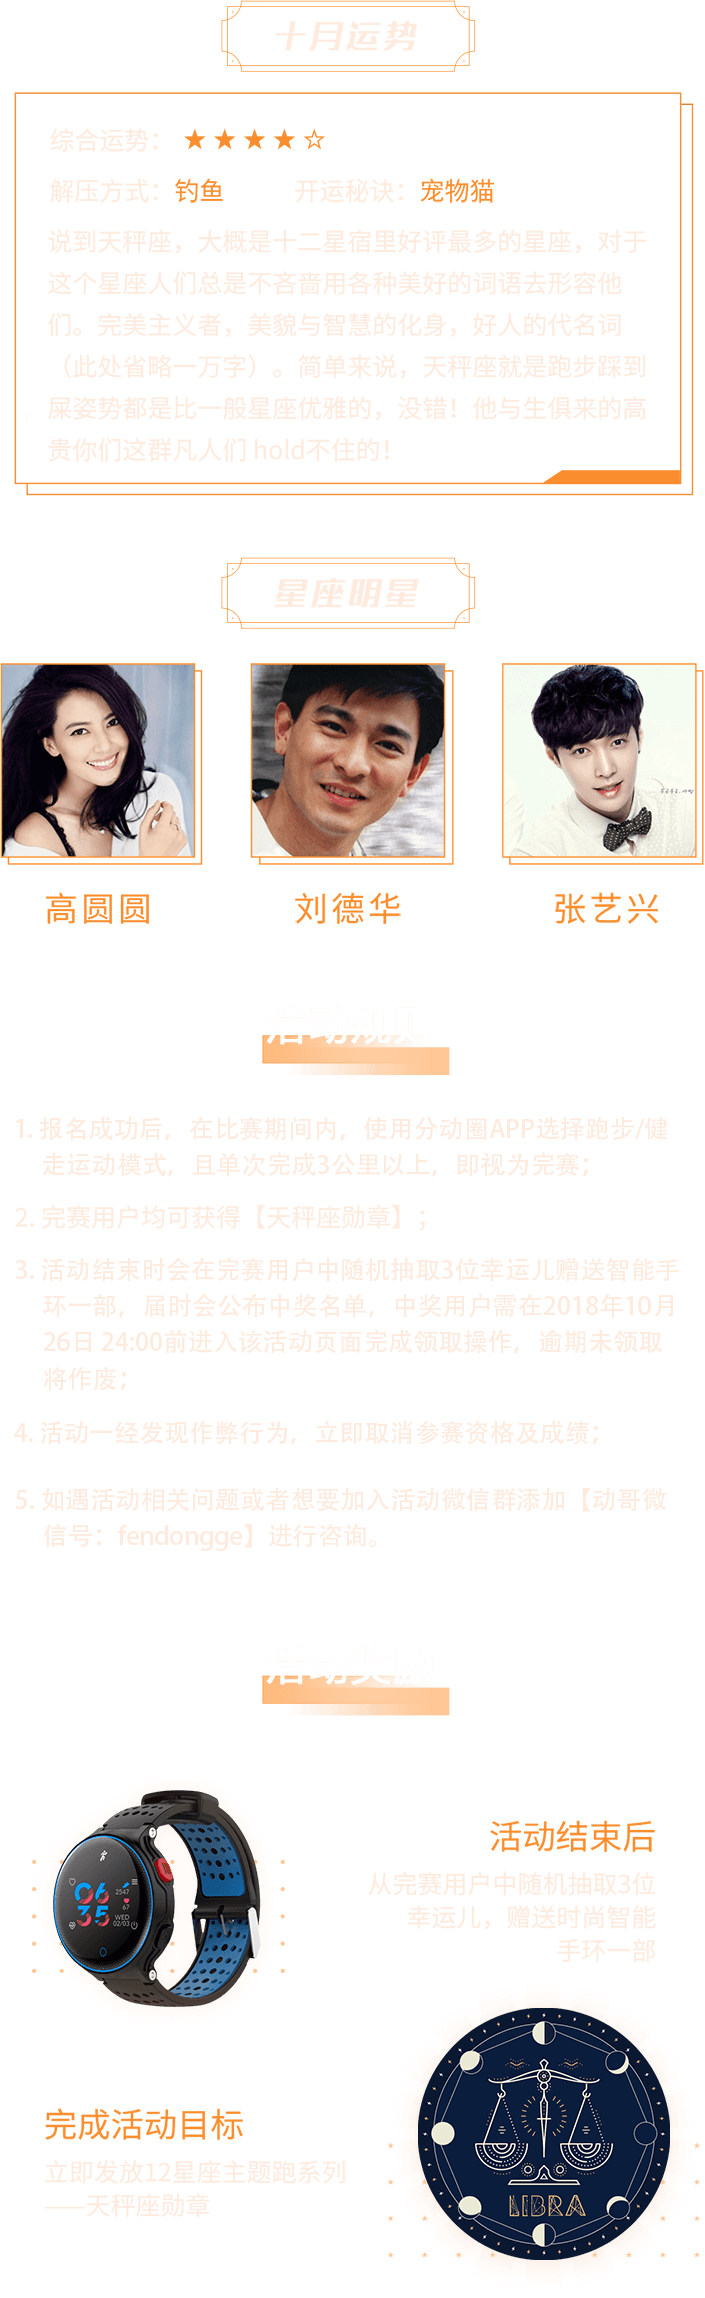 十月运势
综合运势：★★★★☆
解压方式：钓鱼 开运秘诀：宠物猫
说到天秤座，大概是十二星宿里好评最多的星座，对于
这个星座人们总是不吝啬用各种美好的词语去形容他
们。完美主义者，美貌与智慧的化身，好人的代名词
（此处省略一万字）。简单来说，天秤座就是跑步踩到
屎姿势都是比一般星座优雅的，没错！他与生俱来的高
贵你们这群凡人们 hold不住的！
星座明星
高圆圆
刘德华
张艺兴
活动规则
1. 报名成功后，在比赛期间内，使用分动圈APP选择跑步/健
走运动模式，且单次完成3公里以上，即视为完赛；
2. 完赛用户均可获得【天秤座勋章】；
3. 活动结束时会在完赛用户中随机抽取3位幸运儿赠送智能手
环一部，届时会公布中奖名单，中奖用户需在2018年10月
26日 24:00前进入该活动页面完成领取操作，逾期未领取
将作废；
4. 活动一经发现作弊行为，立即取消参赛资格及成绩；
5. 如遇活动相关问题或者想要加入活动微信群添加【动哥微
信号：fendongge】进行咨询。
活动奖励
06
35
2547
67
WED
02/03
活动结束后
从完赛用户中随机抽取3位
幸运儿，赠送时尚智能
手环一部
完成活动目标
立即发放12星座主题跑系列
——天秤座勋章
LIBRA